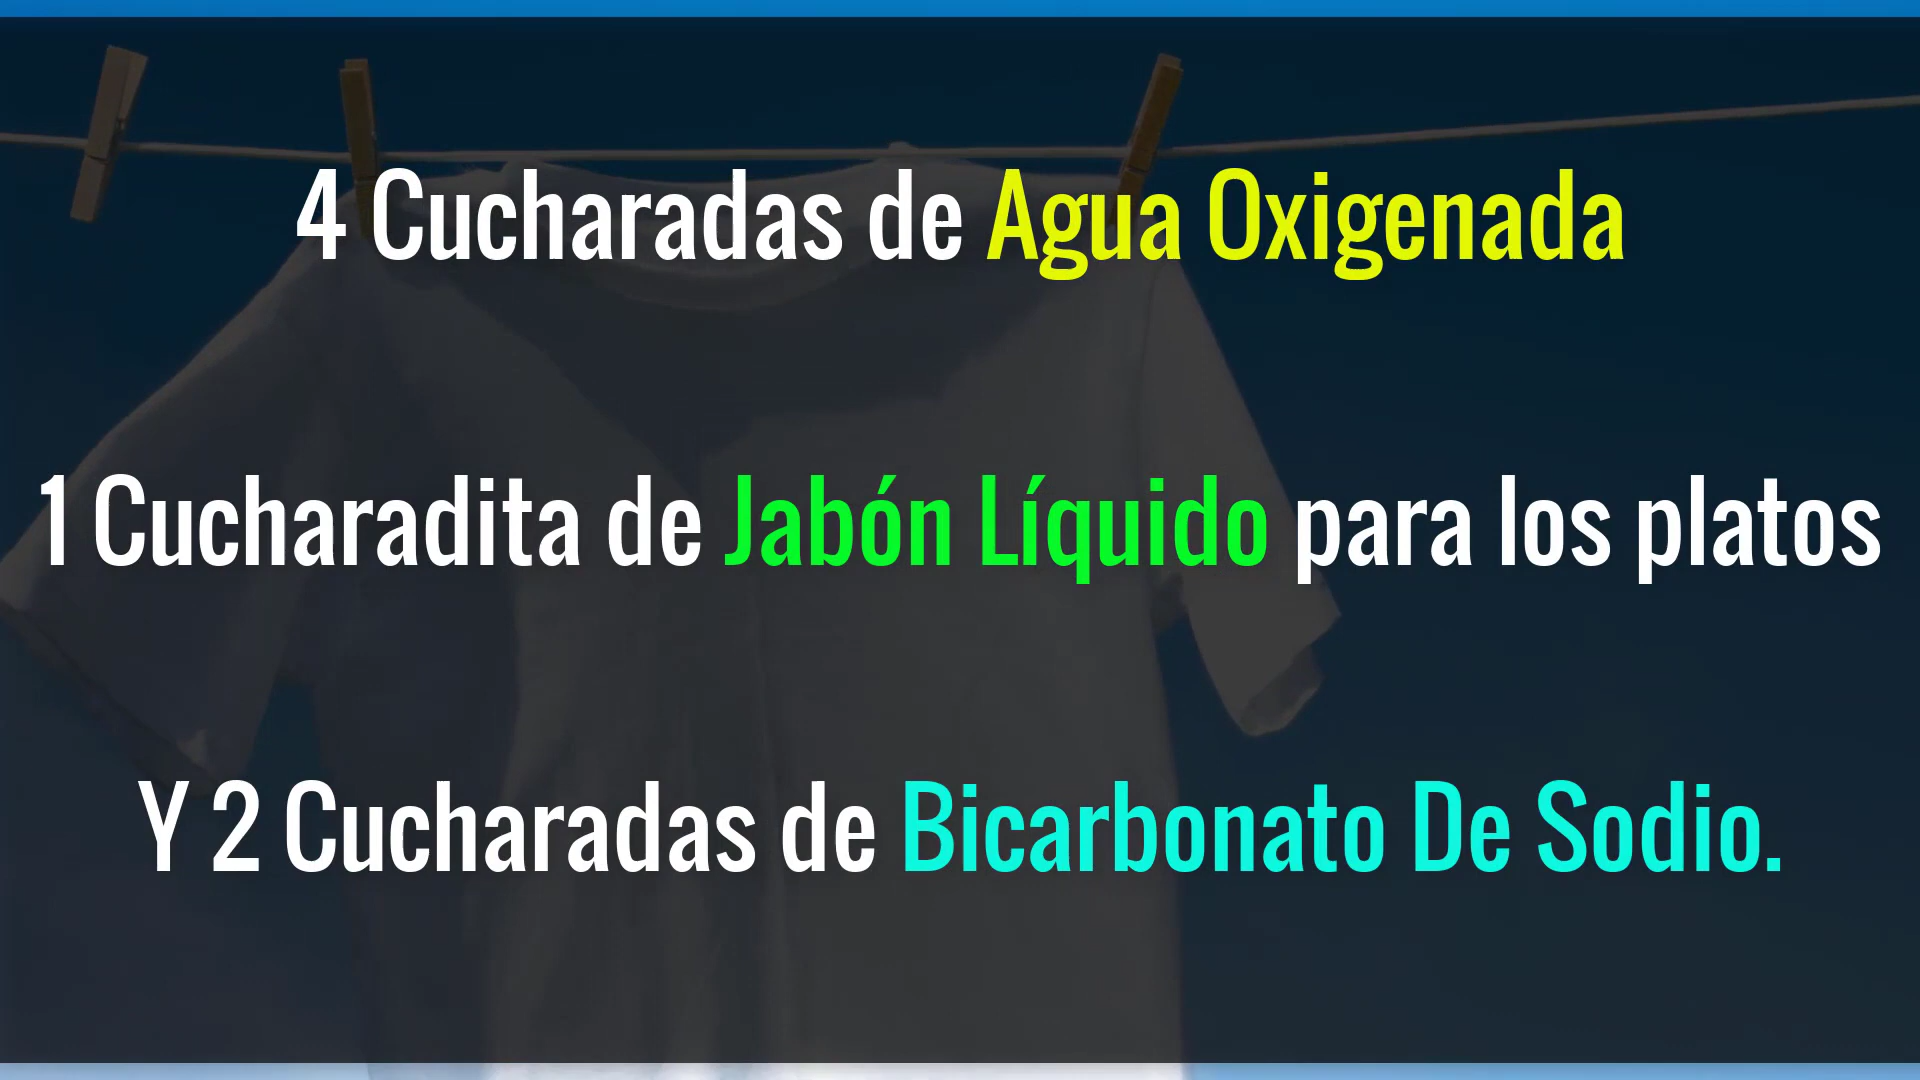 4 Cucharadas de Agua Oxigenada
1 Cucharadita de Jabón Líquido para los platos
Y 2 Cucharadas de Bicarbonato De Sodio.